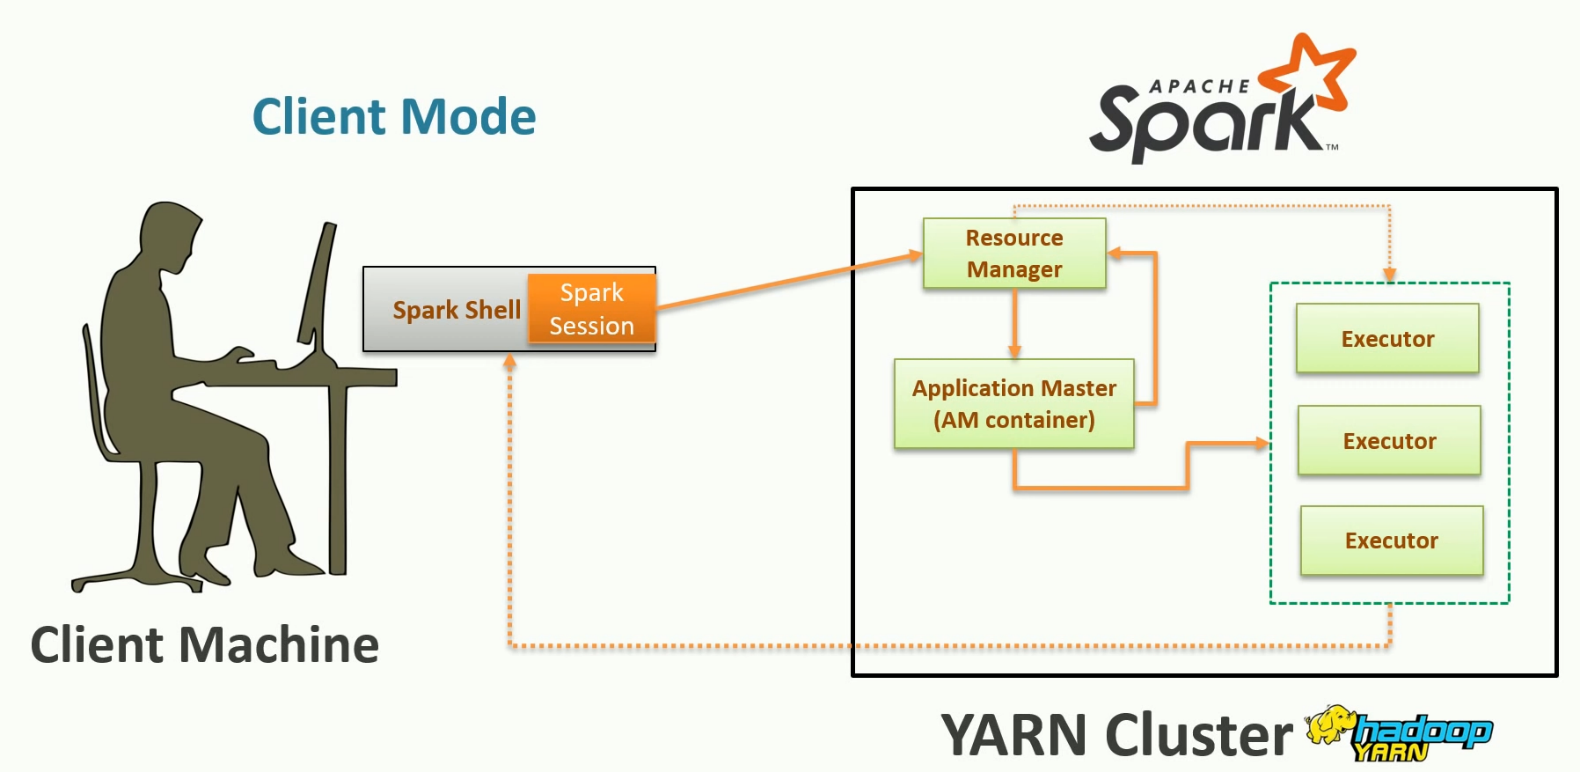 Client Mode
APACHE
Spark™
Resource
Manager
Spark Shell
Spark
Session
Application Master
(AM container)
Executor
Executor
Executor
Client Machine
YARN Cluster
hadoop
YARN